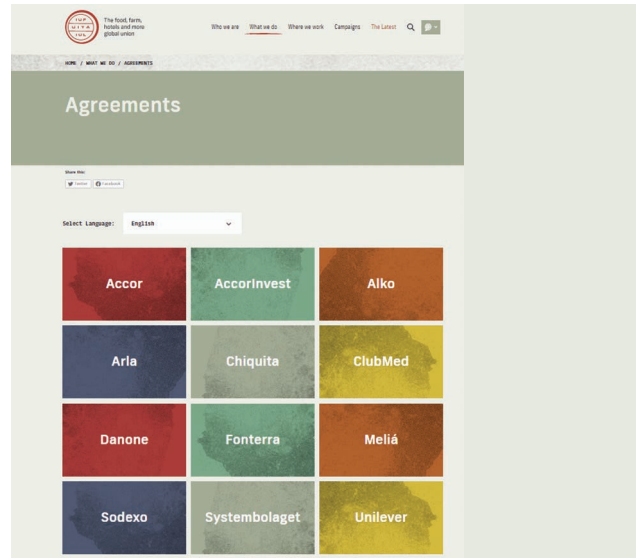 IUF
UITA
IUL
The food, farm,
hotels and more
global union
Who we are What we do Where we work Campaigns The Latest
HOME / WHAT WE DO / AGREEMENTS
Agreements
Share this:
Twitter Facebook
Select Language: English
Accor AccorInvest Alko
Arla Chiquita ClubMed
Danone Fonterra Meliá
Sodexo Systembolaget Unilever